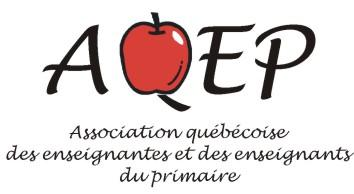 AQEP
Association québécoise
des enseignantes et des enseignants
du primaire